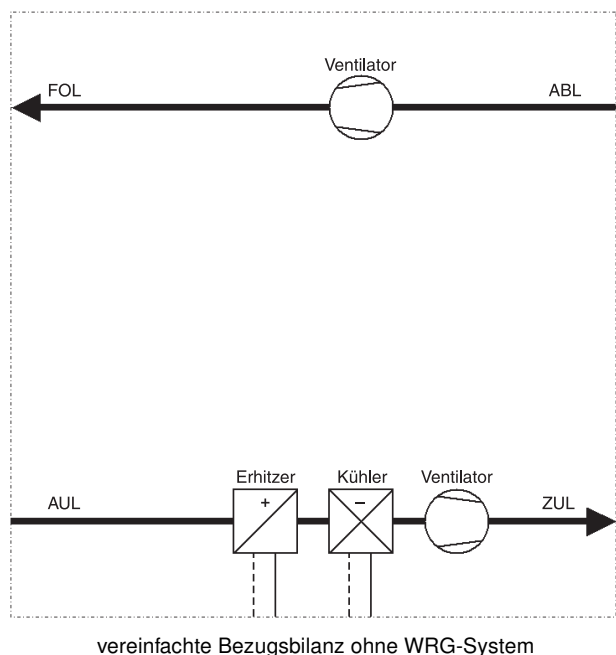 Ventilator
FOL
ABL
Erhitzer
Kühler
Ventilator
AUL
+
–
ZUL
vereinfachte Bezugsbilanz ohne WRG-System